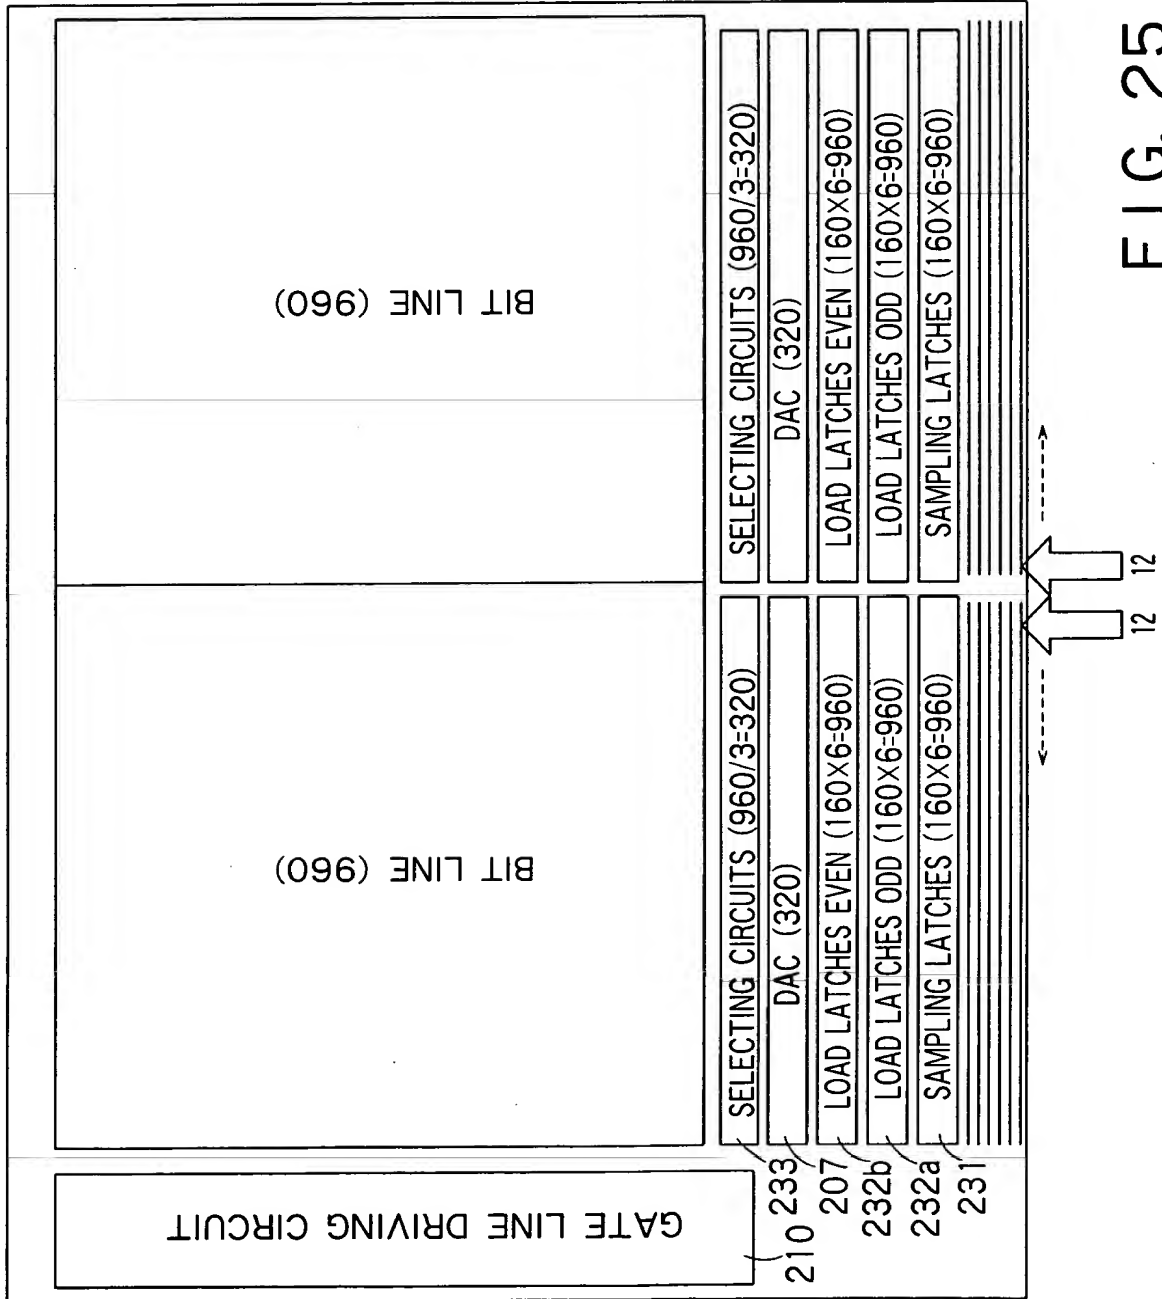 GATE LINE DRIVING CIRCUIT
210
BIT LINE (960)
BIT LINE (960)
233
SELECTING CIRCUITS (960/3=320)
SELECTING CIRCUITS (960/3=320)
207
DAC (320)
DAC (320)
232b
LOAD LATCHES EVEN (160×6=960)
LOAD LATCHES EVEN (160×6=960)
232a
LOAD LATCHES ODD (160×6=960)
LOAD LATCHES ODD (160×6=960)
231
SAMPLING LATCHES (160×6=960)
SAMPLING LATCHES (160×6=960)
12
12
FIG. 25